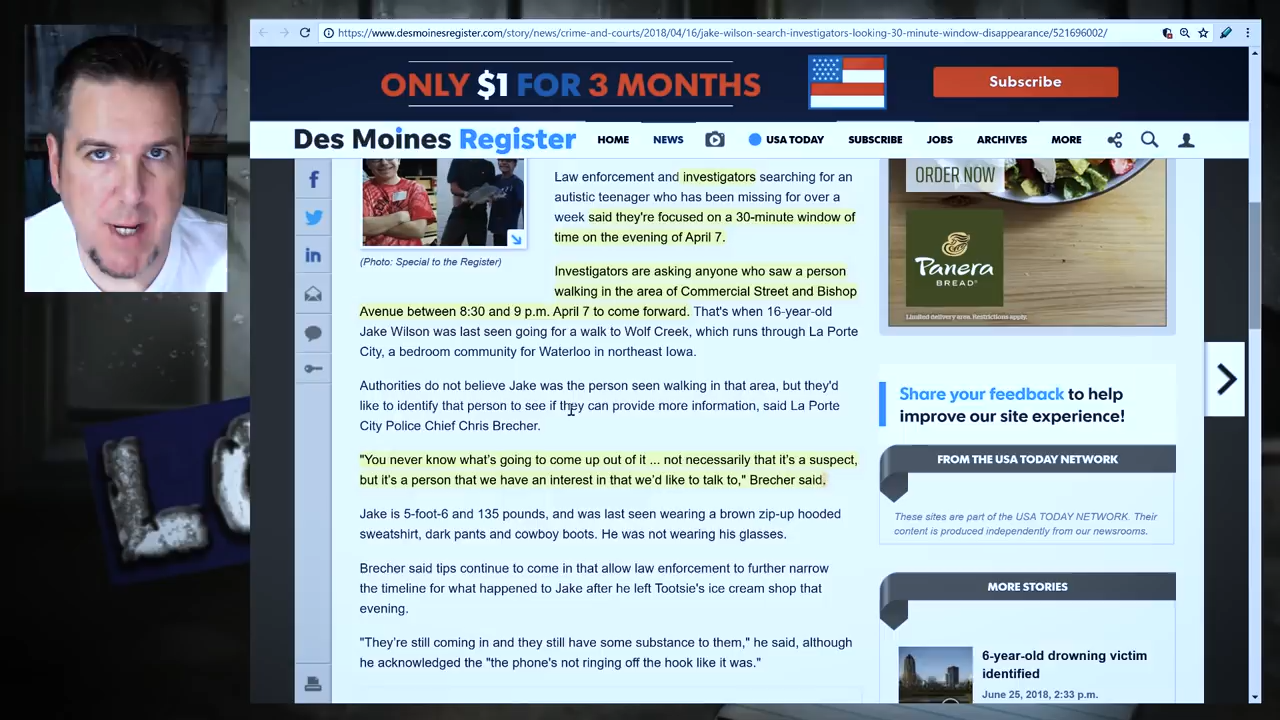 https://www.desmoinesregister.com/story/news/crime-and-courts/2018/04/16/jake-wilson-search-investigators-looking-30-minute-window-disappearance/521696002/
ONLY $1 FOR 3 MONTHS
Subscribe
Des Moines Register
HOME
NEWS
USA TODAY
SUBSCRIBE
JOBS
ARCHIVES
MORE
(Photo: Special to the Register)
Law enforcement and investigators searching for an
autistic teenager who has been missing for over a
week said they're focused on a 30-minute window of
time on the evening of April 7.
Investigators are asking anyone who saw a person
walking in the area of Commercial Street and Bishop
Avenue between 8:30 and 9 p.m. April 7 to come forward. That's when 16-year-old
Jake Wilson was last seen going for a walk to Wolf Creek, which runs through La Porte
City, a bedroom community for Waterloo in northeast Iowa.
Authorities do not believe Jake was the person seen walking in that area, but they'd
like to identify that person to see if they can provide more information, said La Porte
City Police Chief Chris Brecher.
"You never know what's going to come up out of it ... not necessarily that it's a suspect,
but it's a person that we have an interest in that we'd like to talk to," Brecher said.
Jake is 5-foot-6 and 135 pounds, and was last seen wearing a brown zip-up hooded
sweatshirt, dark pants and cowboy boots. He was not wearing his glasses.
Brecher said tips continue to come in that allow law enforcement to further narrow
the timeline for what happened to Jake after he left Tootsie's ice cream shop that
evening.
"They're still coming in and they still have some substance to them," he said, although
he acknowledged the "the phone's not ringing off the hook like it was."
ORDER NOW
Panera
BREAD®
Limited delivery area. Restrictions apply.
Share your feedback to help
improve our site experience!
FROM THE USA TODAY NETWORK
These sites are part of the USA TODAY NETWORK. Their
content is produced independently from our newsrooms.
MORE STORIES
6-year-old drowning victim
identified
June 25, 2018, 2:33 p.m.
LO